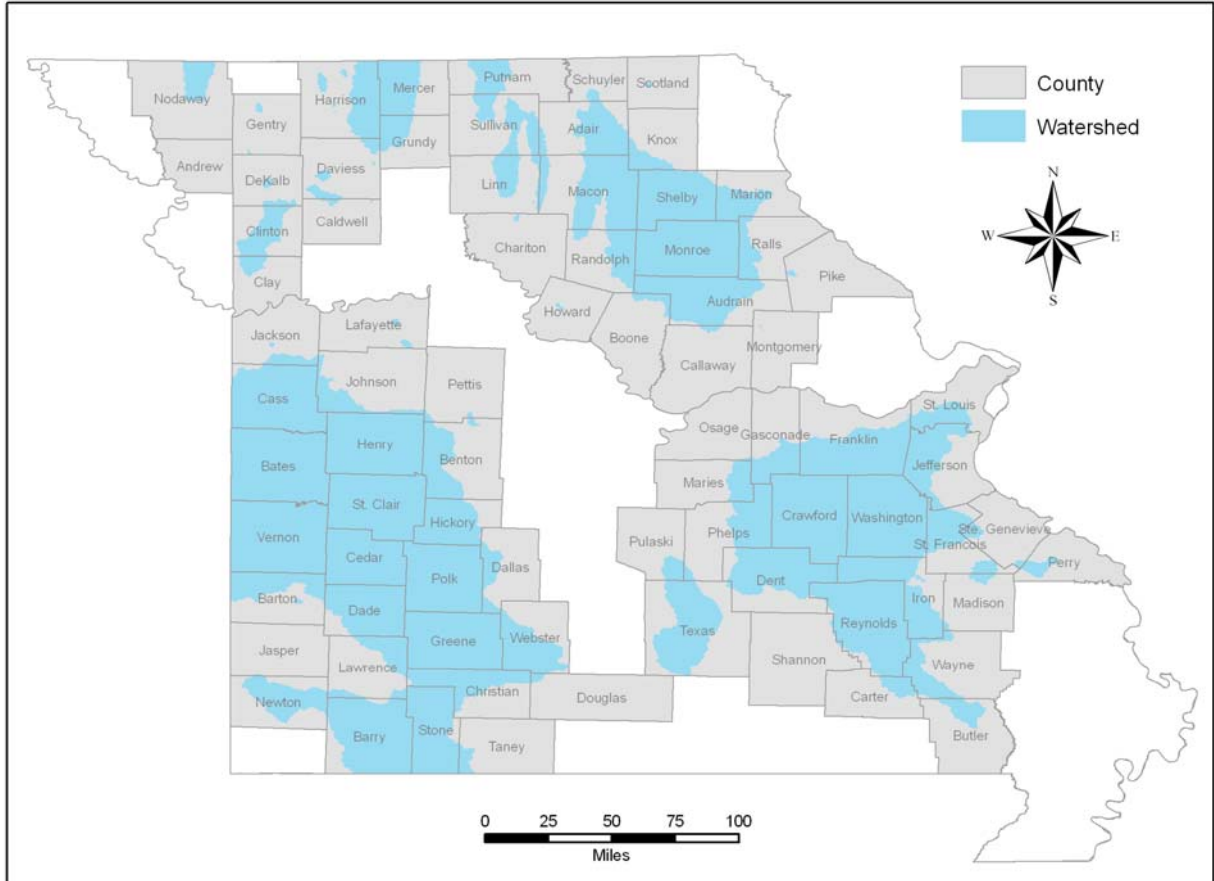 County
Watershed
N
W
E
S
Nodaway
Gentry
Harrison
Mercer
Putnam
Schuyler
Scotland
Andrew
DeKalb
Daviess
Grundy
Sullivan
Adair
Knox
Clinton
Caldwell
Linn
Macon
Shelby
Marion
Clay
Chariton
Randolph
Monroe
Ralls
Pike
Jackson
Lafayette
Howard
Boone
Audrain
Callaway
Montgomery
Cass
Johnson
Pettis
Osage
Gasconade
Franklin
St. Louis
Bates
Henry
Benton
Maries
Jefferson
Vernon
St. Clair
Hickory
Pulaski
Phelps
Crawford
Washington
Ste. Genevieve
St. Francois
Perry
Barton
Cedar
Polk
Dallas
Dent
Iron
Madison
Jasper
Dade
Greene
Webster
Texas
Reynolds
Shannon
Wayne
Newton
Lawrence
Christian
Douglas
Carter
Butler
Barry
Stone
Taney
0 25 50 75 100
Miles